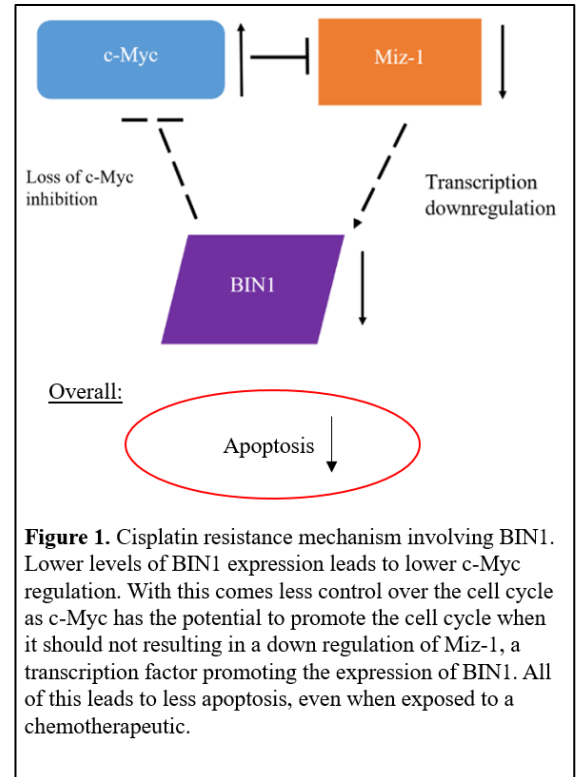 c-Myc
Miz-1
Loss of c-Myc
inhibition
Transcription
downregulation
BIN1
Overall:
Apoptosis
Figure 1. Cisplatin resistance mechanism involving BIN1.
Lower levels of BIN1 expression leads to lower c-Myc
regulation. With this comes less control over the cell cycle
as c-Myc has the potential to promote the cell cycle when
it should not resulting in a down regulation of Miz-1, a
transcription factor promoting the expression of BIN1. All
of this leads to less apoptosis, even when exposed to a
chemotherapeutic.